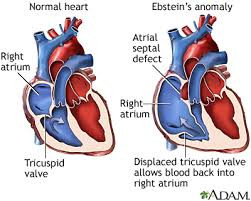 Normal heart
Ebstein's anomaly
Right
atrium
Tricuspid
valve
Atrial
septal
defect
Right
atrium
Displaced tricuspid valve
allows blood back into
right atrium
A.D.A.M.